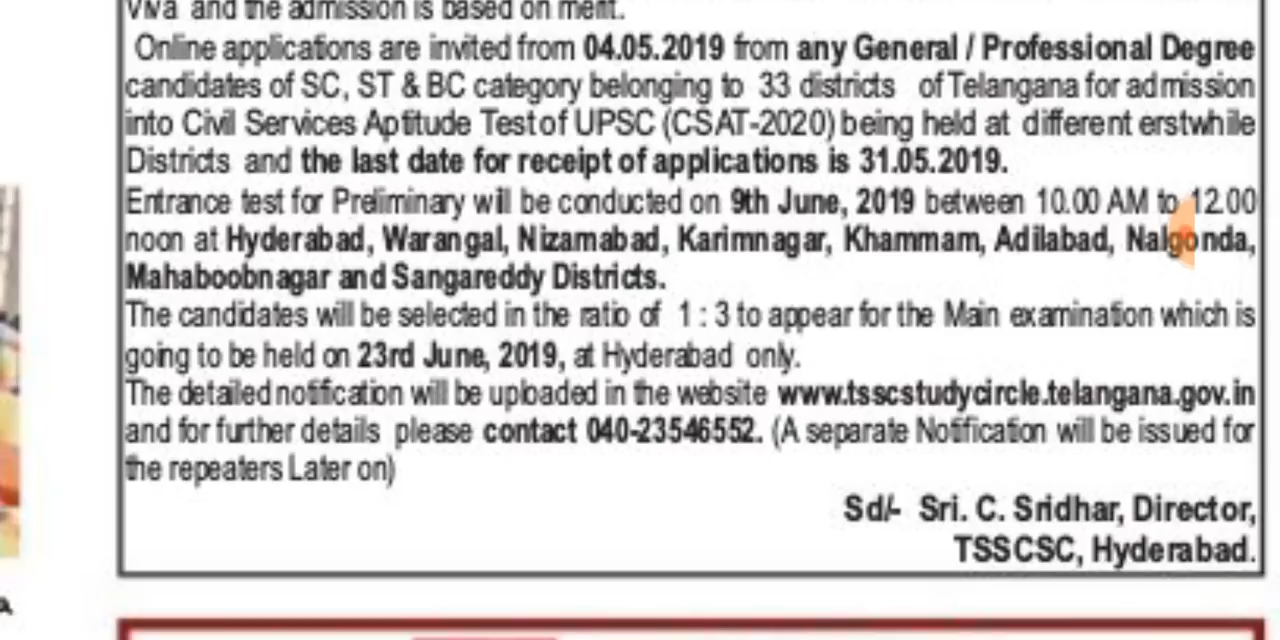 Viva and the admission is based on merit.
Online applications are invited from 04.05.2019 from any General / Professional Degree
candidates of SC, ST & BC category belonging to 33 districts of Telangana for admission
into Civil Services Aptitude Test of UPSC (CSAT-2020) being held at different erstwhile
Districts and the last date for receipt of applications is 31.05.2019.
Entrance test for Preliminary will be conducted on 9th June, 2019 between 10.00 AM to 12.00
noon at Hyderabad, Warangal, Nizamabad, Karimnagar, Khammam, Adilabad, Nalgonda,
Mahaboobnagar and Sangareddy Districts.
The candidates will be selected in the ratio of 1 : 3 to appear for the Main examination which is
going to be held on 23rd June, 2019, at Hyderabad only.
The detailed notification will be uploaded in the website www.tsscstudycircle.telangana.gov.in
and for further details please contact 040-23546552. (A separate Notification will be issued for
the repeaters Later on)
Sd/- Sri. C. Sridhar, Director,
TSSCSC, Hyderabad.